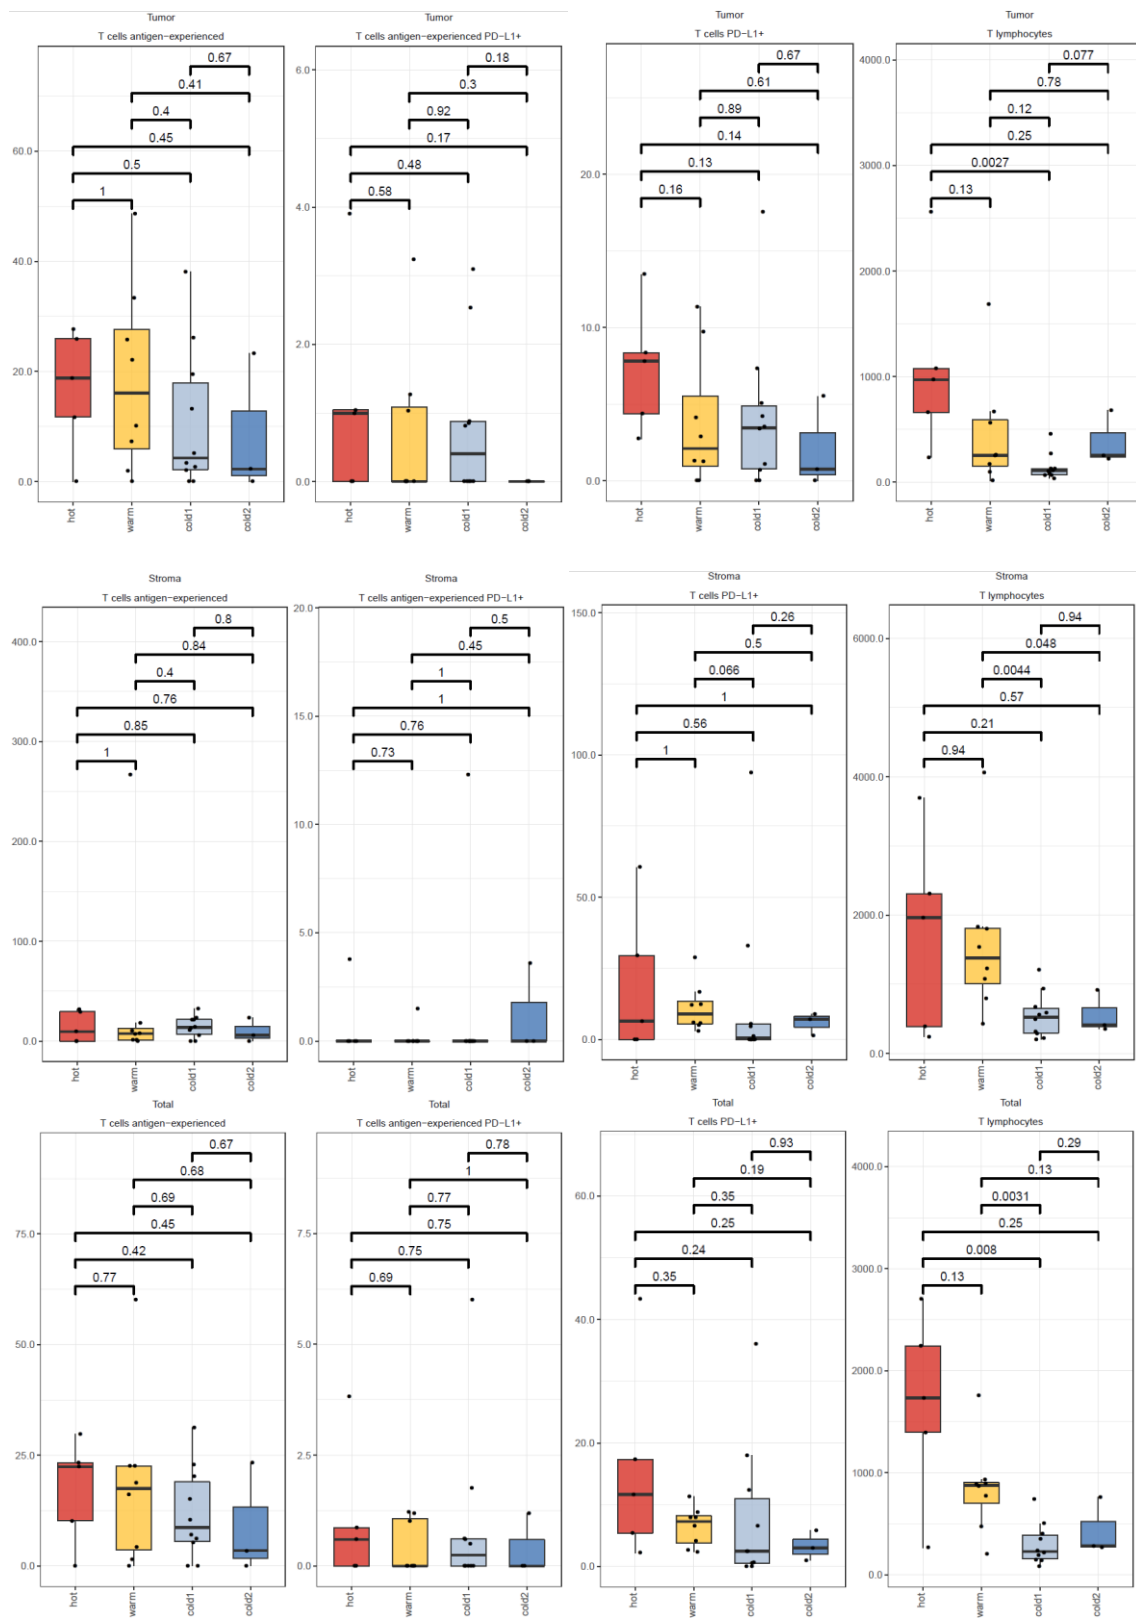 Tumor
T cells antigen−experienced
0.67
0.41
0.4
0.45
0.5
1
60.0
40.0
20.0
0.0
hot
warm
cold1
cold2
Tumor
T cells antigen−experienced PD−L1+
0.18
0.3
0.92
0.17
0.48
0.58
6.0
4.0
2.0
0.0
hot
warm
cold1
cold2
Tumor
T cells PD−L1+
0.67
0.61
0.89
0.14
0.13
0.16
20.0
10.0
0.0
hot
warm
cold1
cold2
Tumor
T lymphocytes
0.077
0.78
0.12
0.25
0.0027
0.13
4000.0
3000.0
2000.0
1000.0
0.0
hot
warm
cold1
cold2
Stroma
T cells antigen−experienced
0.8
0.84
0.4
0.76
0.85
1
400.0
300.0
200.0
100.0
0.0
hot
warm
cold1
cold2
Stroma
T cells antigen−experienced PD−L1+
0.5
0.45
1
1
0.76
0.73
20.0
15.0
10.0
5.0
0.0
hot
warm
cold1
cold2
Stroma
T cells PD−L1+
0.26
0.5
0.066
1
0.56
1
150.0
100.0
50.0
0.0
hot
warm
cold1
cold2
Stroma
T lymphocytes
0.94
0.048
0.0044
0.57
0.21
0.94
6000.0
4000.0
2000.0
0.0
hot
warm
cold1
cold2
Total
T cells antigen−experienced
0.67
0.68
0.69
0.45
0.42
0.77
75.0
50.0
25.0
0.0
hot
warm
cold1
cold2
Total
T cells antigen−experienced PD−L1+
0.78
1
0.77
0.75
0.75
0.69
7.5
5.0
2.5
0.0
hot
warm
cold1
cold2
Total
T cells PD−L1+
0.93
0.19
0.35
0.25
0.24
0.35
60.0
40.0
20.0
0.0
hot
warm
cold1
cold2
Total
T lymphocytes
0.29
0.13
0.0031
0.25
0.008
0.13
4000.0
3000.0
2000.0
1000.0
0.0
hot
warm
cold1
cold2